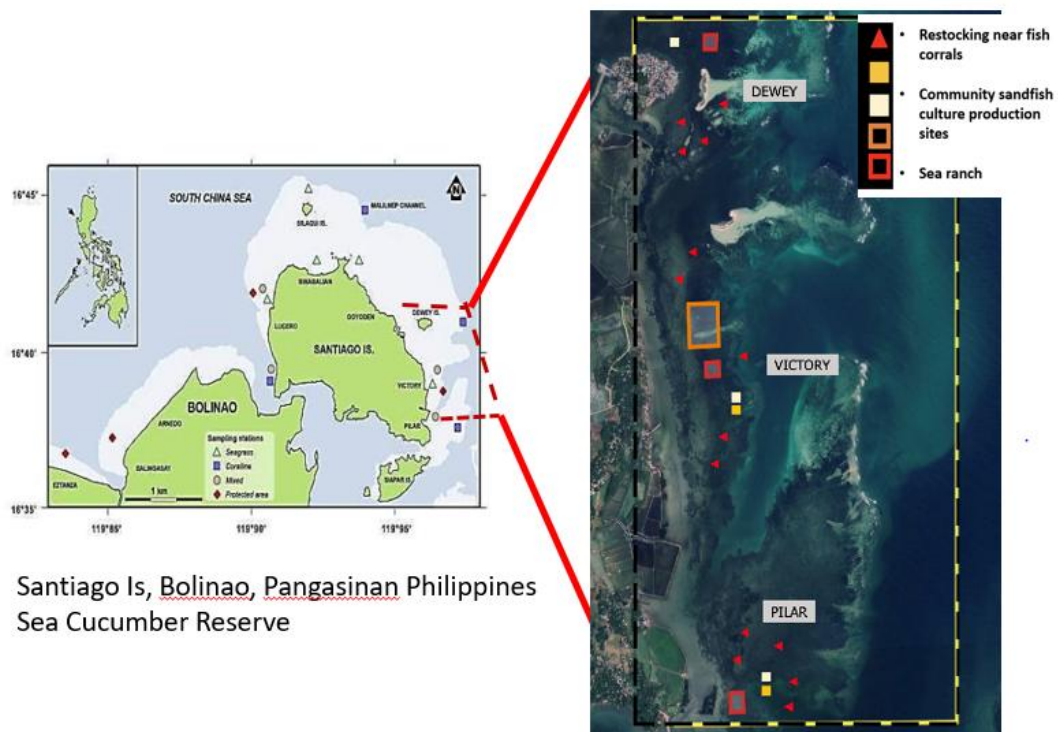 16°45'
16°40'
16°35'
119°85'
119°90'
119°95'
SOUTH CHINA SEA
N
MALILNEP CHANNEL
SILAQUI IS.
BINABALIAN
LUCERO
GOYODEN
DEWEY IS.
SANTIAGO IS.
VICTORY
PILAR
BOLINAO
ARNEDO
BALINGASAY
SIAPAR IS.
Sampling stations
Seagrass
Coralline
Mixed
Protected area
1 km
Santiago Is, Bolinao, Pangasinan Philippines
Sea Cucumber Reserve
DEWEY
VICTORY
PILAR
• Restocking near fish
corrals
• Community sandfish
culture production
sites
• Sea ranch